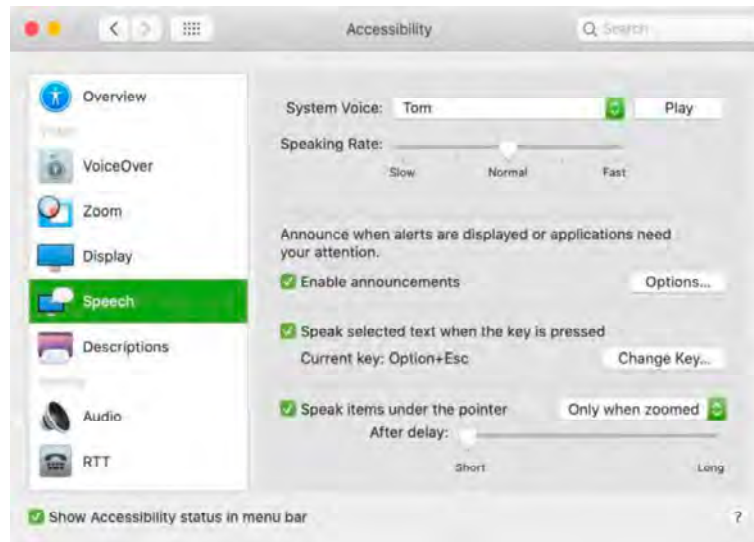 Accessibility
Search
Overview
VoiceOver
Zoom
Display
Speech
Descriptions
Audio
RTT
System Voice: Tom Play
Speaking Rate:
Slow Normal Fast
Announce when alerts are displayed or applications need
your attention.
Enable announcements Options...
Speak selected text when the key is pressed
Current key: Option+Esc Change Key...
Speak items under the pointer Only when zoomed
After delay:
Short Long
Show Accessibility status in menu bar ?